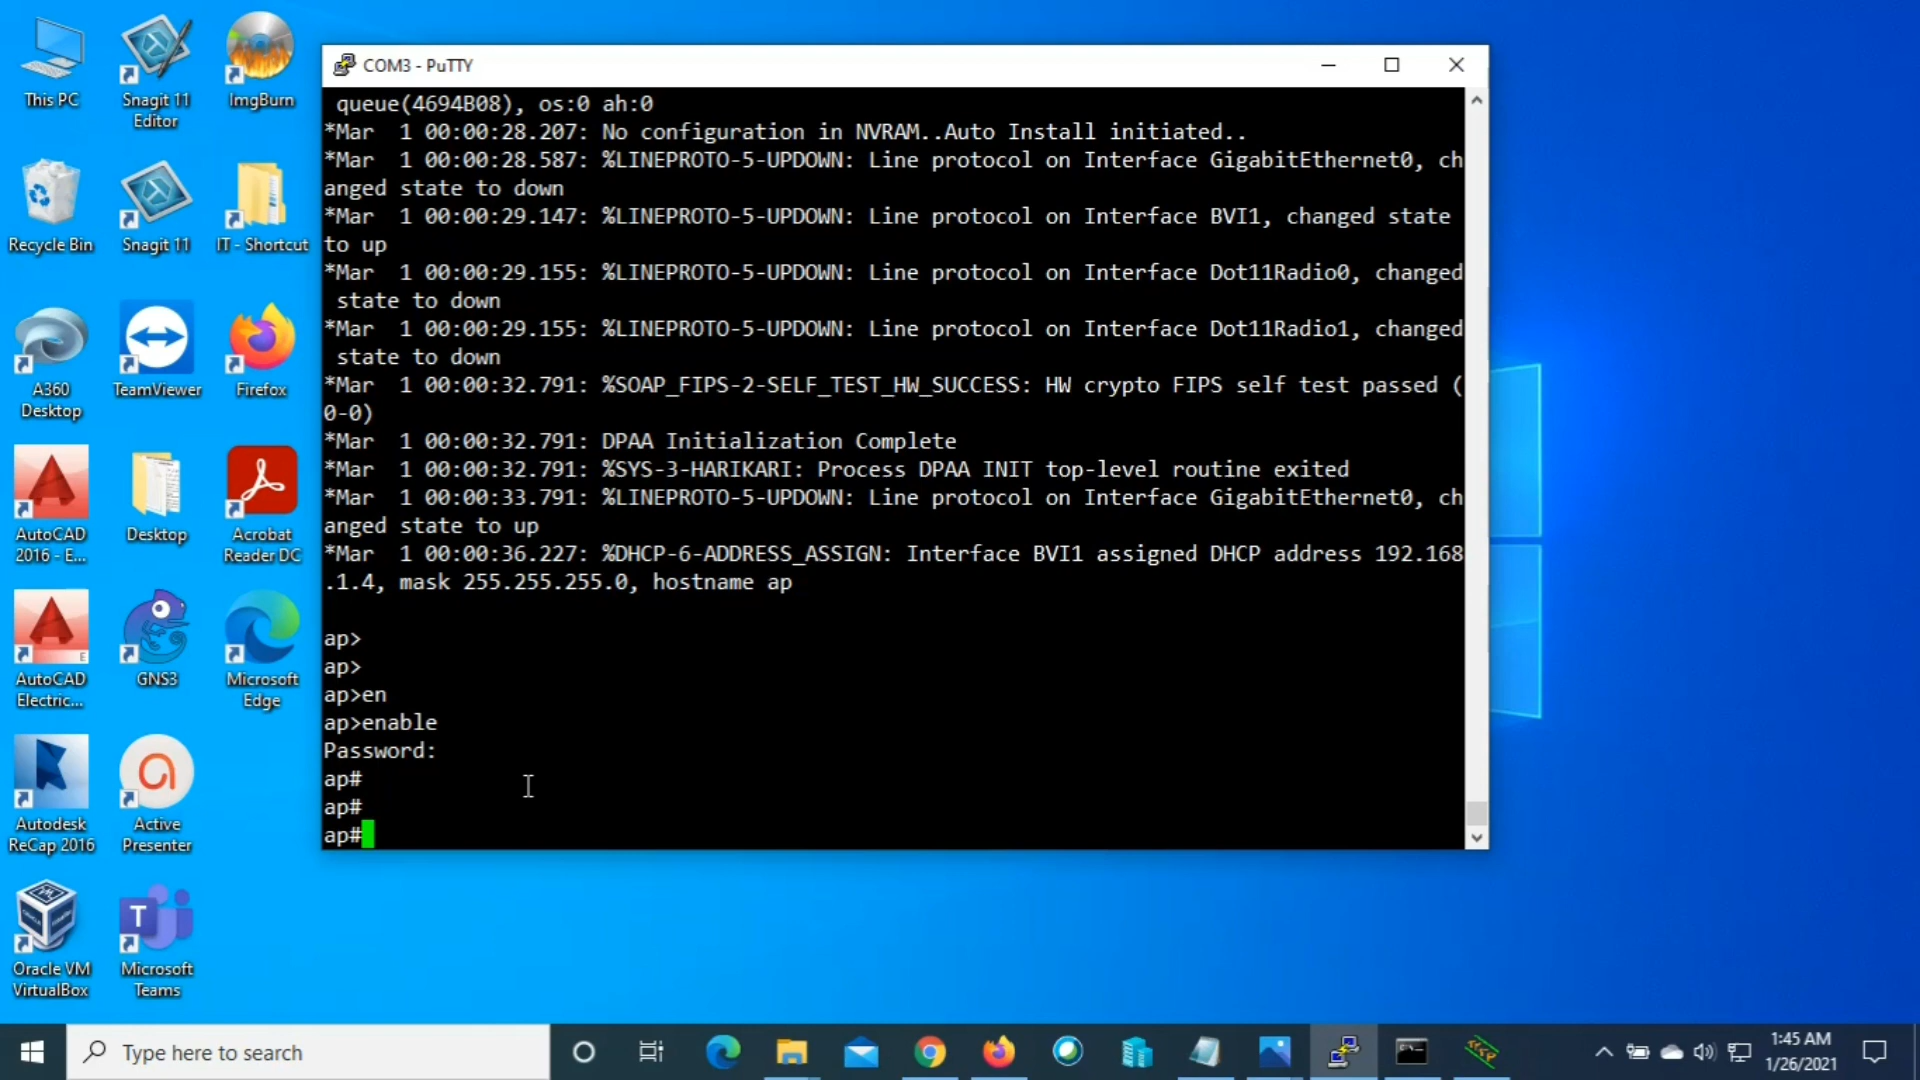 This PC
Snagit 11
Editor
ImgBurn
Recycle Bin
Snagit 11
IT - Shortcut
A360
Desktop
TeamViewer
Firefox
AutoCAD
2016 - E...
Desktop
Acrobat
Reader DC
AutoCAD
Electric...
GNS3
Microsoft
Edge
Autodesk
ReCap 2016
Active
Presenter
Oracle VM
VirtualBox
Microsoft
Teams
COM3 - PuTTY
queue(4694B08), os:0 ah:0
*Mar  1 00:00:28.207: No configuration in NVRAM..Auto Install initiated..
*Mar  1 00:00:28.587: %LINEPROTO-5-UPDOWN: Line protocol on Interface GigabitEthernet0, ch
anged state to down
*Mar  1 00:00:29.147: %LINEPROTO-5-UPDOWN: Line protocol on Interface BVI1, changed state
to up
*Mar  1 00:00:29.155: %LINEPROTO-5-UPDOWN: Line protocol on Interface Dot11Radio0, changed
state to down
*Mar  1 00:00:29.155: %LINEPROTO-5-UPDOWN: Line protocol on Interface Dot11Radio1, changed
state to down
*Mar  1 00:00:32.791: %SOAP_FIPS-2-SELF_TEST_HW_SUCCESS: HW crypto FIPS self test passed (
0-0)
*Mar  1 00:00:32.791: DPAA Initialization Complete
*Mar  1 00:00:32.791: %SYS-3-HARIKARI: Process DPAA INIT top-level routine exited
*Mar  1 00:00:33.791: %LINEPROTO-5-UPDOWN: Line protocol on Interface GigabitEthernet0, ch
anged state to up
*Mar  1 00:00:36.227: %DHCP-6-ADDRESS_ASSIGN: Interface BVI1 assigned DHCP address 192.168
.1.4, mask 255.255.255.0, hostname ap
ap>
ap>
ap>en
ap>enable
Password:
ap#
ap#
ap#
Type here to search
1:45 AM
1/26/2021